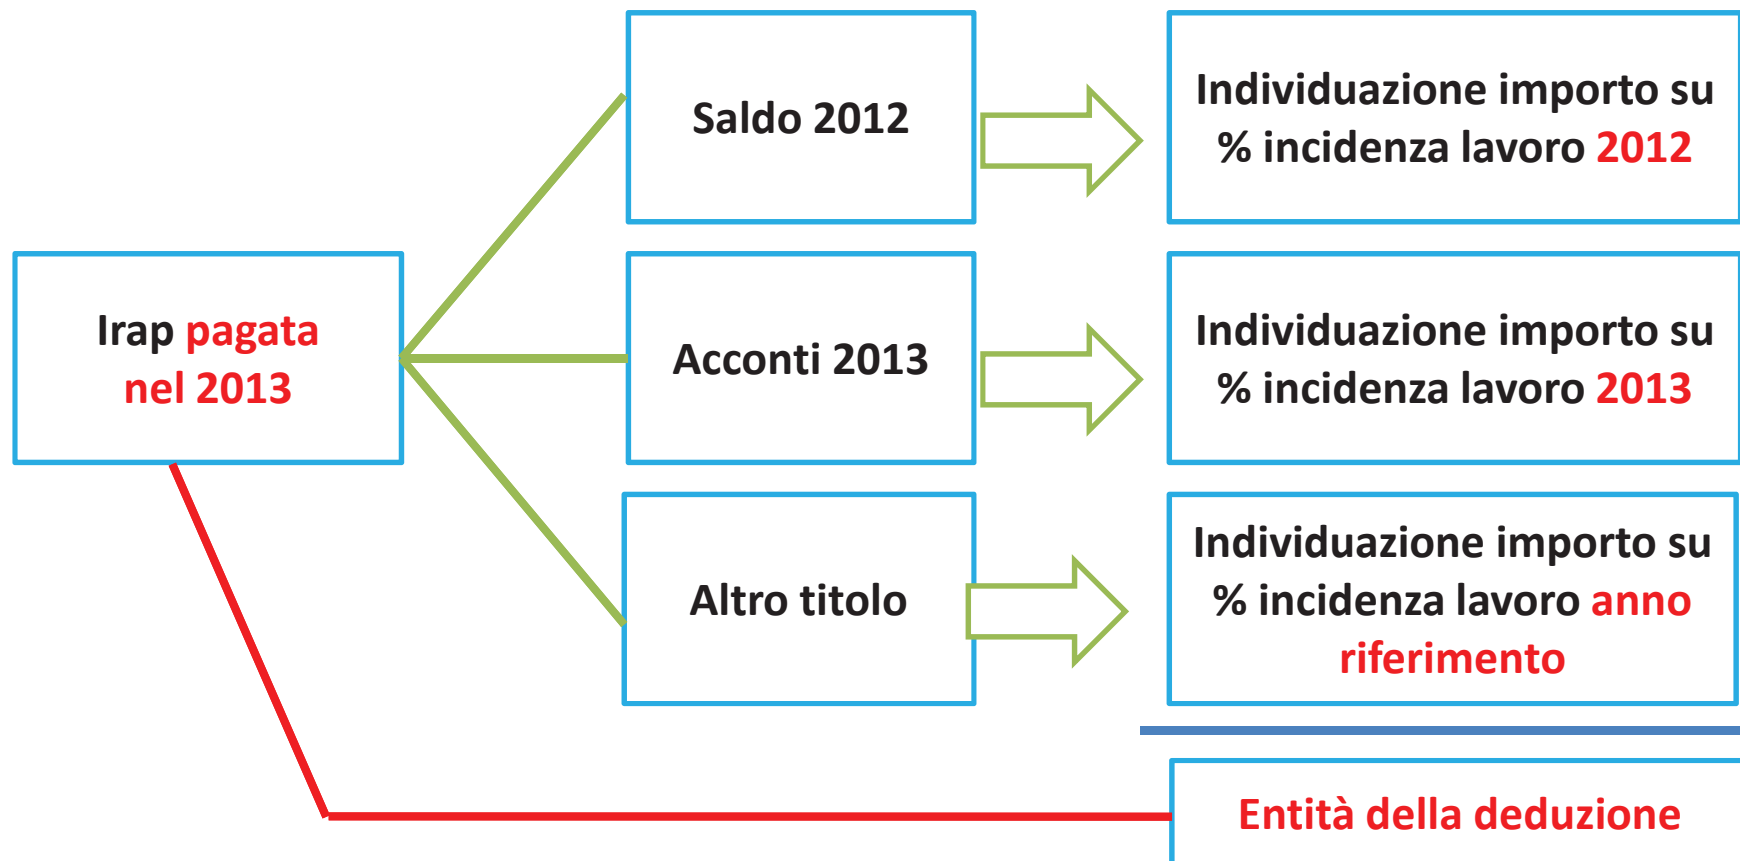 Saldo 2012
Individuazione importo su
% incidenza lavoro 2012
Irap pagata
nel 2013
Acconti 2013
Individuazione importo su
% incidenza lavoro 2013
Altro titolo
Individuazione importo su
% incidenza lavoro anno
riferimento
Entità della deduzione